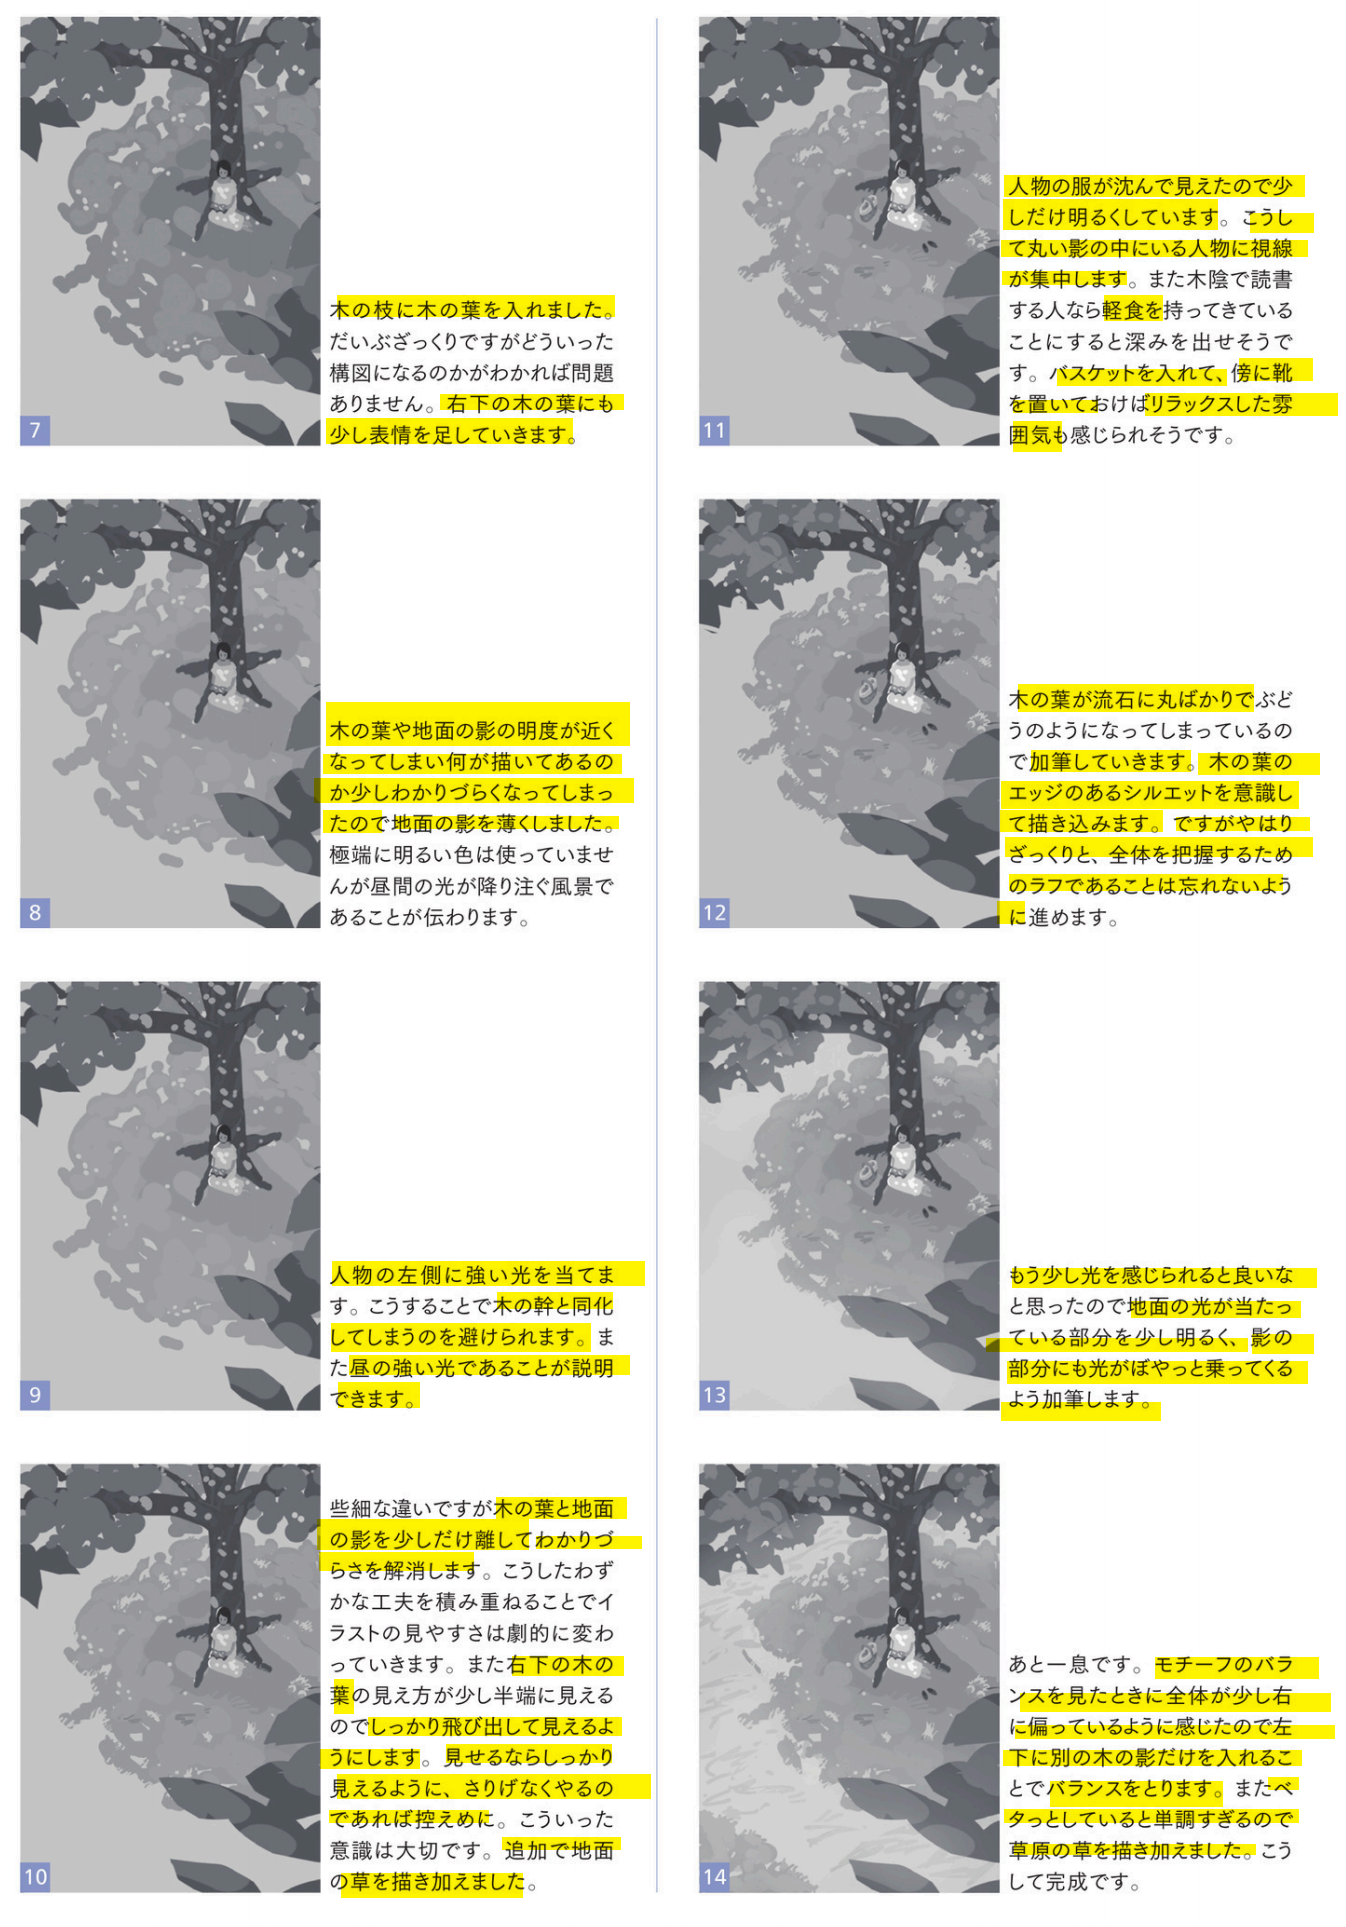 木の枝に木の葉を入れました。
だいぶざっくりですがどういった
構図になるのかがわかれば問題
ありません。右下の木の葉にも
少し表情を足していきます。
7
木の葉や地面の影の明度が近く
なってしまい何が描いてあるの
か少しわかりづらくなってしまっ
たので地面の影を薄くしました。
極端に明るい色は使っていませ
んが昼間の光が降り注ぐ風景で
あることが伝わります。
8
人物の左側に強い光を当てま
す。こうすることで木の幹と同化
してしまうのを避けられます。ま
た昼の強い光であることが説明
できます。
9
些細な違いですが木の葉と地面
の影を少しだけ離してわかりづ
らさを解消します。こうしたわず
かな工夫を積み重ねることでイ
ラストの見やすさは劇的に変わ
っていきます。また右下の木の
葉の見え方が少し半端に見える
のでしっかり飛び出して見えるよ
うにします。見せるならしっかり
見えるように、さりげなくやるの
であれば控えめに。こういった
意識は大切です。追加で地面
の草を描き加えました。
10
人物の服が沈んで見えたので少
しだけ明るくしています。こうし
て丸い影の中にいる人物に視線
が集中します。また木陰で読書
する人なら軽食を持ってきている
ことにすると深みを出せそうで
す。バスケットを入れて、傍に靴
を置いておけばリラックスした雰
囲気も感じられそうです。
11
木の葉が流石に丸ばかりでぶど
うのようになってしまっているの
で加筆していきます。木の葉の
エッジのあるシルエットを意識し
て描き込みます。ですがやはり
ざっくりと、全体を把握するため
のラフであることは忘れないよう
に進めます。
12
もう少し光を感じられると良いな
と思ったので地面の光が当たっ
ている部分を少し明るく、影の
部分にも光がぼやっと乗ってくる
よう加筆します。
13
あと一息です。モチーフのバラ
ンスを見たときに全体が少し右
に偏っているように感じたので左
下に別の木の影だけを入れるこ
とでバランスをとります。またベ
タっとしていると単調すぎるので
草原の草を描き加えました。こう
して完成です。
14